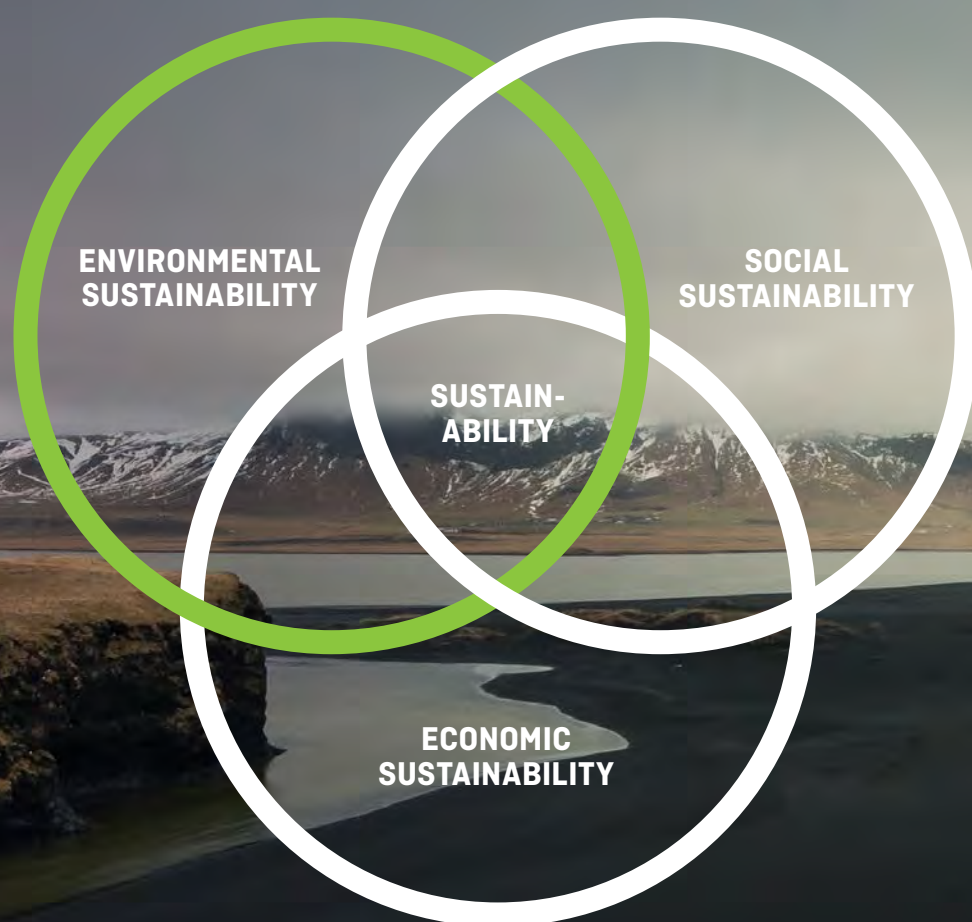 ENVIRONMENTAL
SUSTAINABILITY
SOCIAL
SUSTAINABILITY
SUSTAIN-
ABILITY
ECONOMIC
SUSTAINABILITY